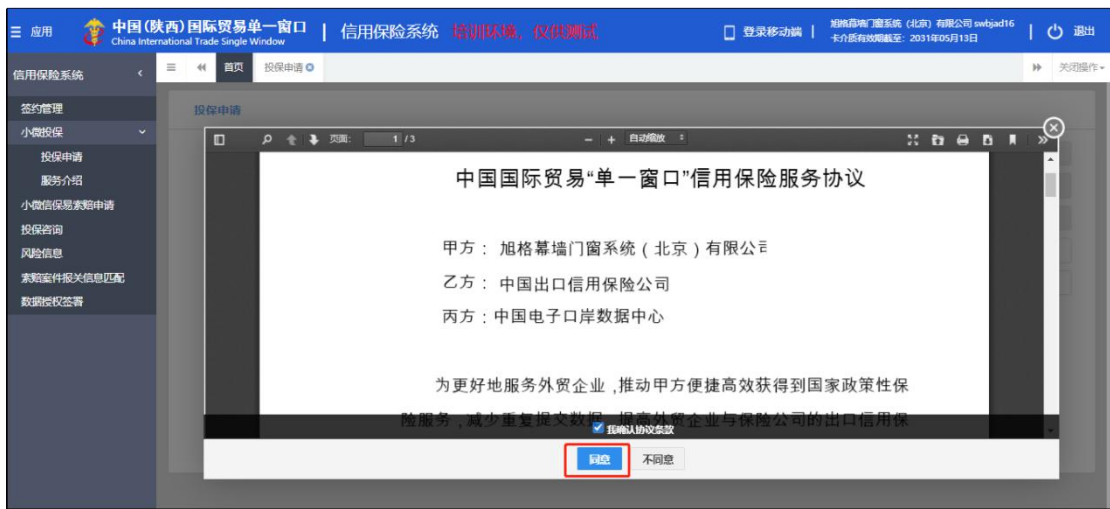 应用
中国(陕西)国际贸易单一窗口
China International Trade Single Window
信用保险系统
培训环境，仅供测试
登录移动端
旭格幕墙门窗系统 (北京) 有限公司 swbjad16
卡介质有效期截至：2031年05月13日
退出
信用保险系统
首页
投保申请
关闭操作
签约管理
小微投保
投保申请
服务介绍
小微信保易索赔申请
投保咨询
风险信息
索赔案件报关信息匹配
数据授权签署
投保申请
页面: 1 /3
自动缩放
中国国际贸易“单一窗口”信用保险服务协议
甲方： 旭格幕墙门窗系统 ( 北京 ) 有限公司
乙方： 中国出口信用保险公司
丙方：中国电子口岸数据中心
为更好地服务外贸企业 ,推动甲方便捷高效获得到国家政策性保
险服务 , 减少重复提交数据 , 提高外贸企业与保险公司的出口信用保
我确认协议条款
同意
不同意